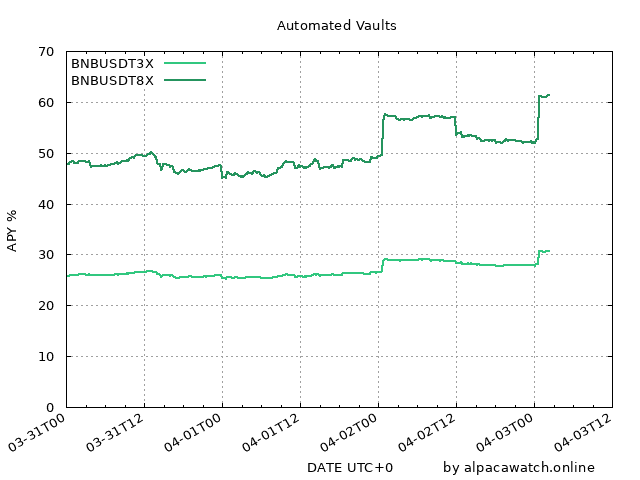 Automated Vaults
BNBUSDT3X
BNBUSDT8X
APY %
70
60
50
40
30
20
10
0
03-31T00
03-31T12
04-01T00
04-01T12
04-02T00
04-02T12
04-03T00
04-03T12
DATE UTC+0
by alpacawatch.online